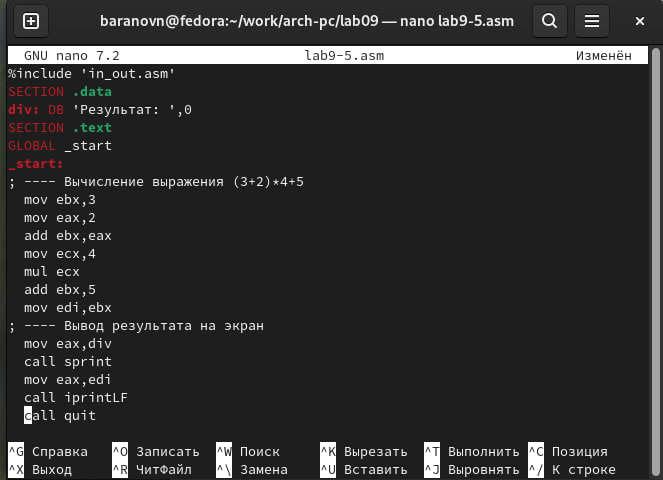 baranovn@fedora:~/work/arch-pc/lab09 — nano lab9-5.asm
GNU nano 7.2 lab9-5.asm Изменён
%include 'in_out.asm'
SECTION .data
div: DB 'Результат: ',0
SECTION .text
GLOBAL _start
_start:
; ---- Вычисление выражения (3+2)*4+5
mov ebx,3
mov eax,2
add ebx,eax
mov ecx,4
mul ecx
add ebx,5
mov edi,ebx
; ---- Вывод результата на экран
mov eax,div
call sprint
mov eax,edi
call iprintLF
call quit
^G Справка ^O Записать ^W Поиск ^K Вырезать ^T Выполнить ^C Позиция
^X Выход ^R ЧитФайл ^\ Замена ^U Вставить ^J Выровнять ^/ К строке